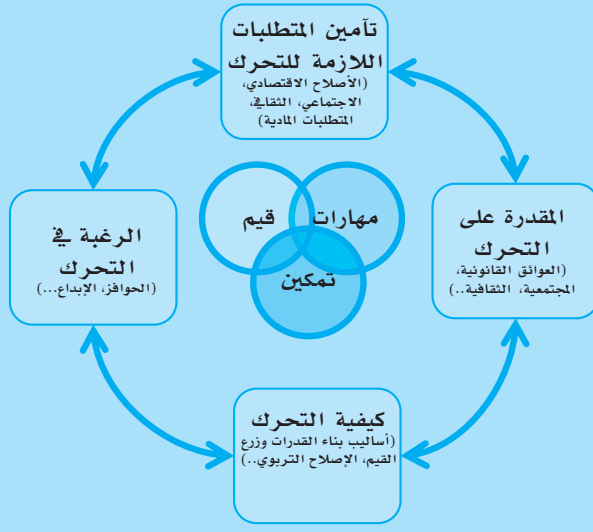 تآمين المتطلبات
اللازمة للتحرك
(الأصلاح الاقتصادي،
الاجتماعي، الثقافي،
المتطلبات المادية)
المقدرة على
التحرك
(العوائق القانونية،
المجتمعية، الثقافية..)
مهارات
قيم
تمكين
الرغبة في
التحرك
(الحوافز، الإبداع...)
كيفية التحرك
(أساليب بناء القدرات وزرع
القيم، الإصلاح التربوي..)